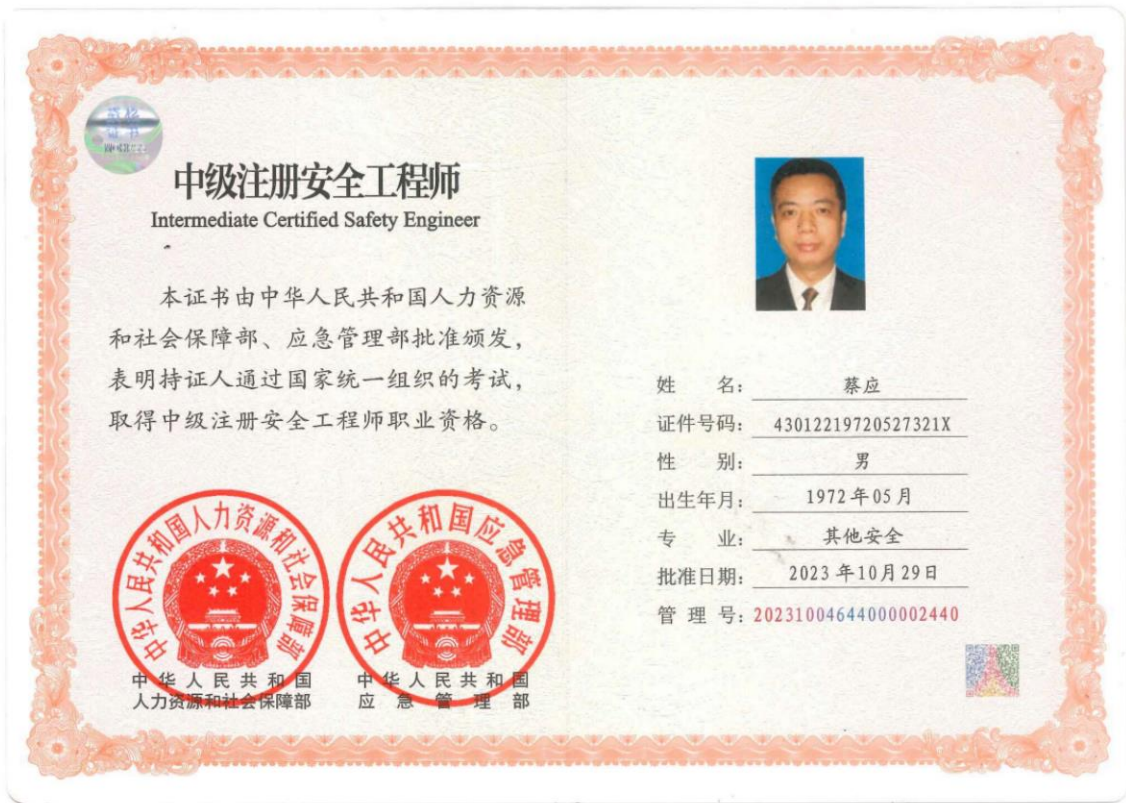 中级注册安全工程师
Intermediate Certified Safety Engineer
本证书由中华人民共和国人力资源
和社会保障部、应急管理部批准颁发，
表明持证人通过国家统一组织的考试，
取得中级注册安全工程师职业资格。
中华人民共和国人力资源和社会保障部
中华人民共和国应急管理部
中华人民共和国
人力资源和社会保障部
中华人民共和国
应急管理部
姓名：蔡应
证件号码：43012219720527321X
性别：男
出生年月：1972年05月
专业：其他安全
批准日期：2023年10月29日
管理号：20231004644000002440